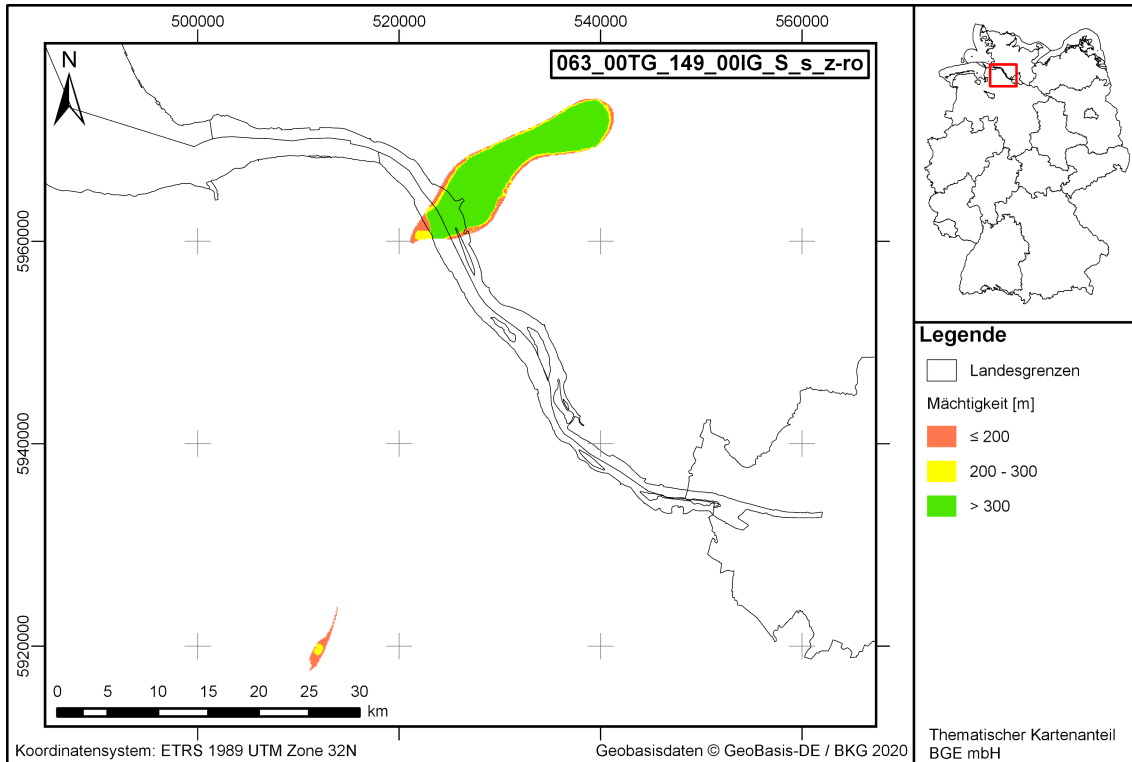 500000 520000 540000 560000
063_00TG_149_00IG_S_s_z-ro
N
5960000
5940000
5920000
0 5 10 15 20 25 30
km
Koordinatensystem: ETRS 1989 UTM Zone 32N
Geobasisdaten © GeoBasis-DE / BKG 2020
Legende
Landesgrenzen
Mächtigkeit [m]
≤ 200
200 - 300
> 300
Thematischer Kartenanteil
BGE mbH